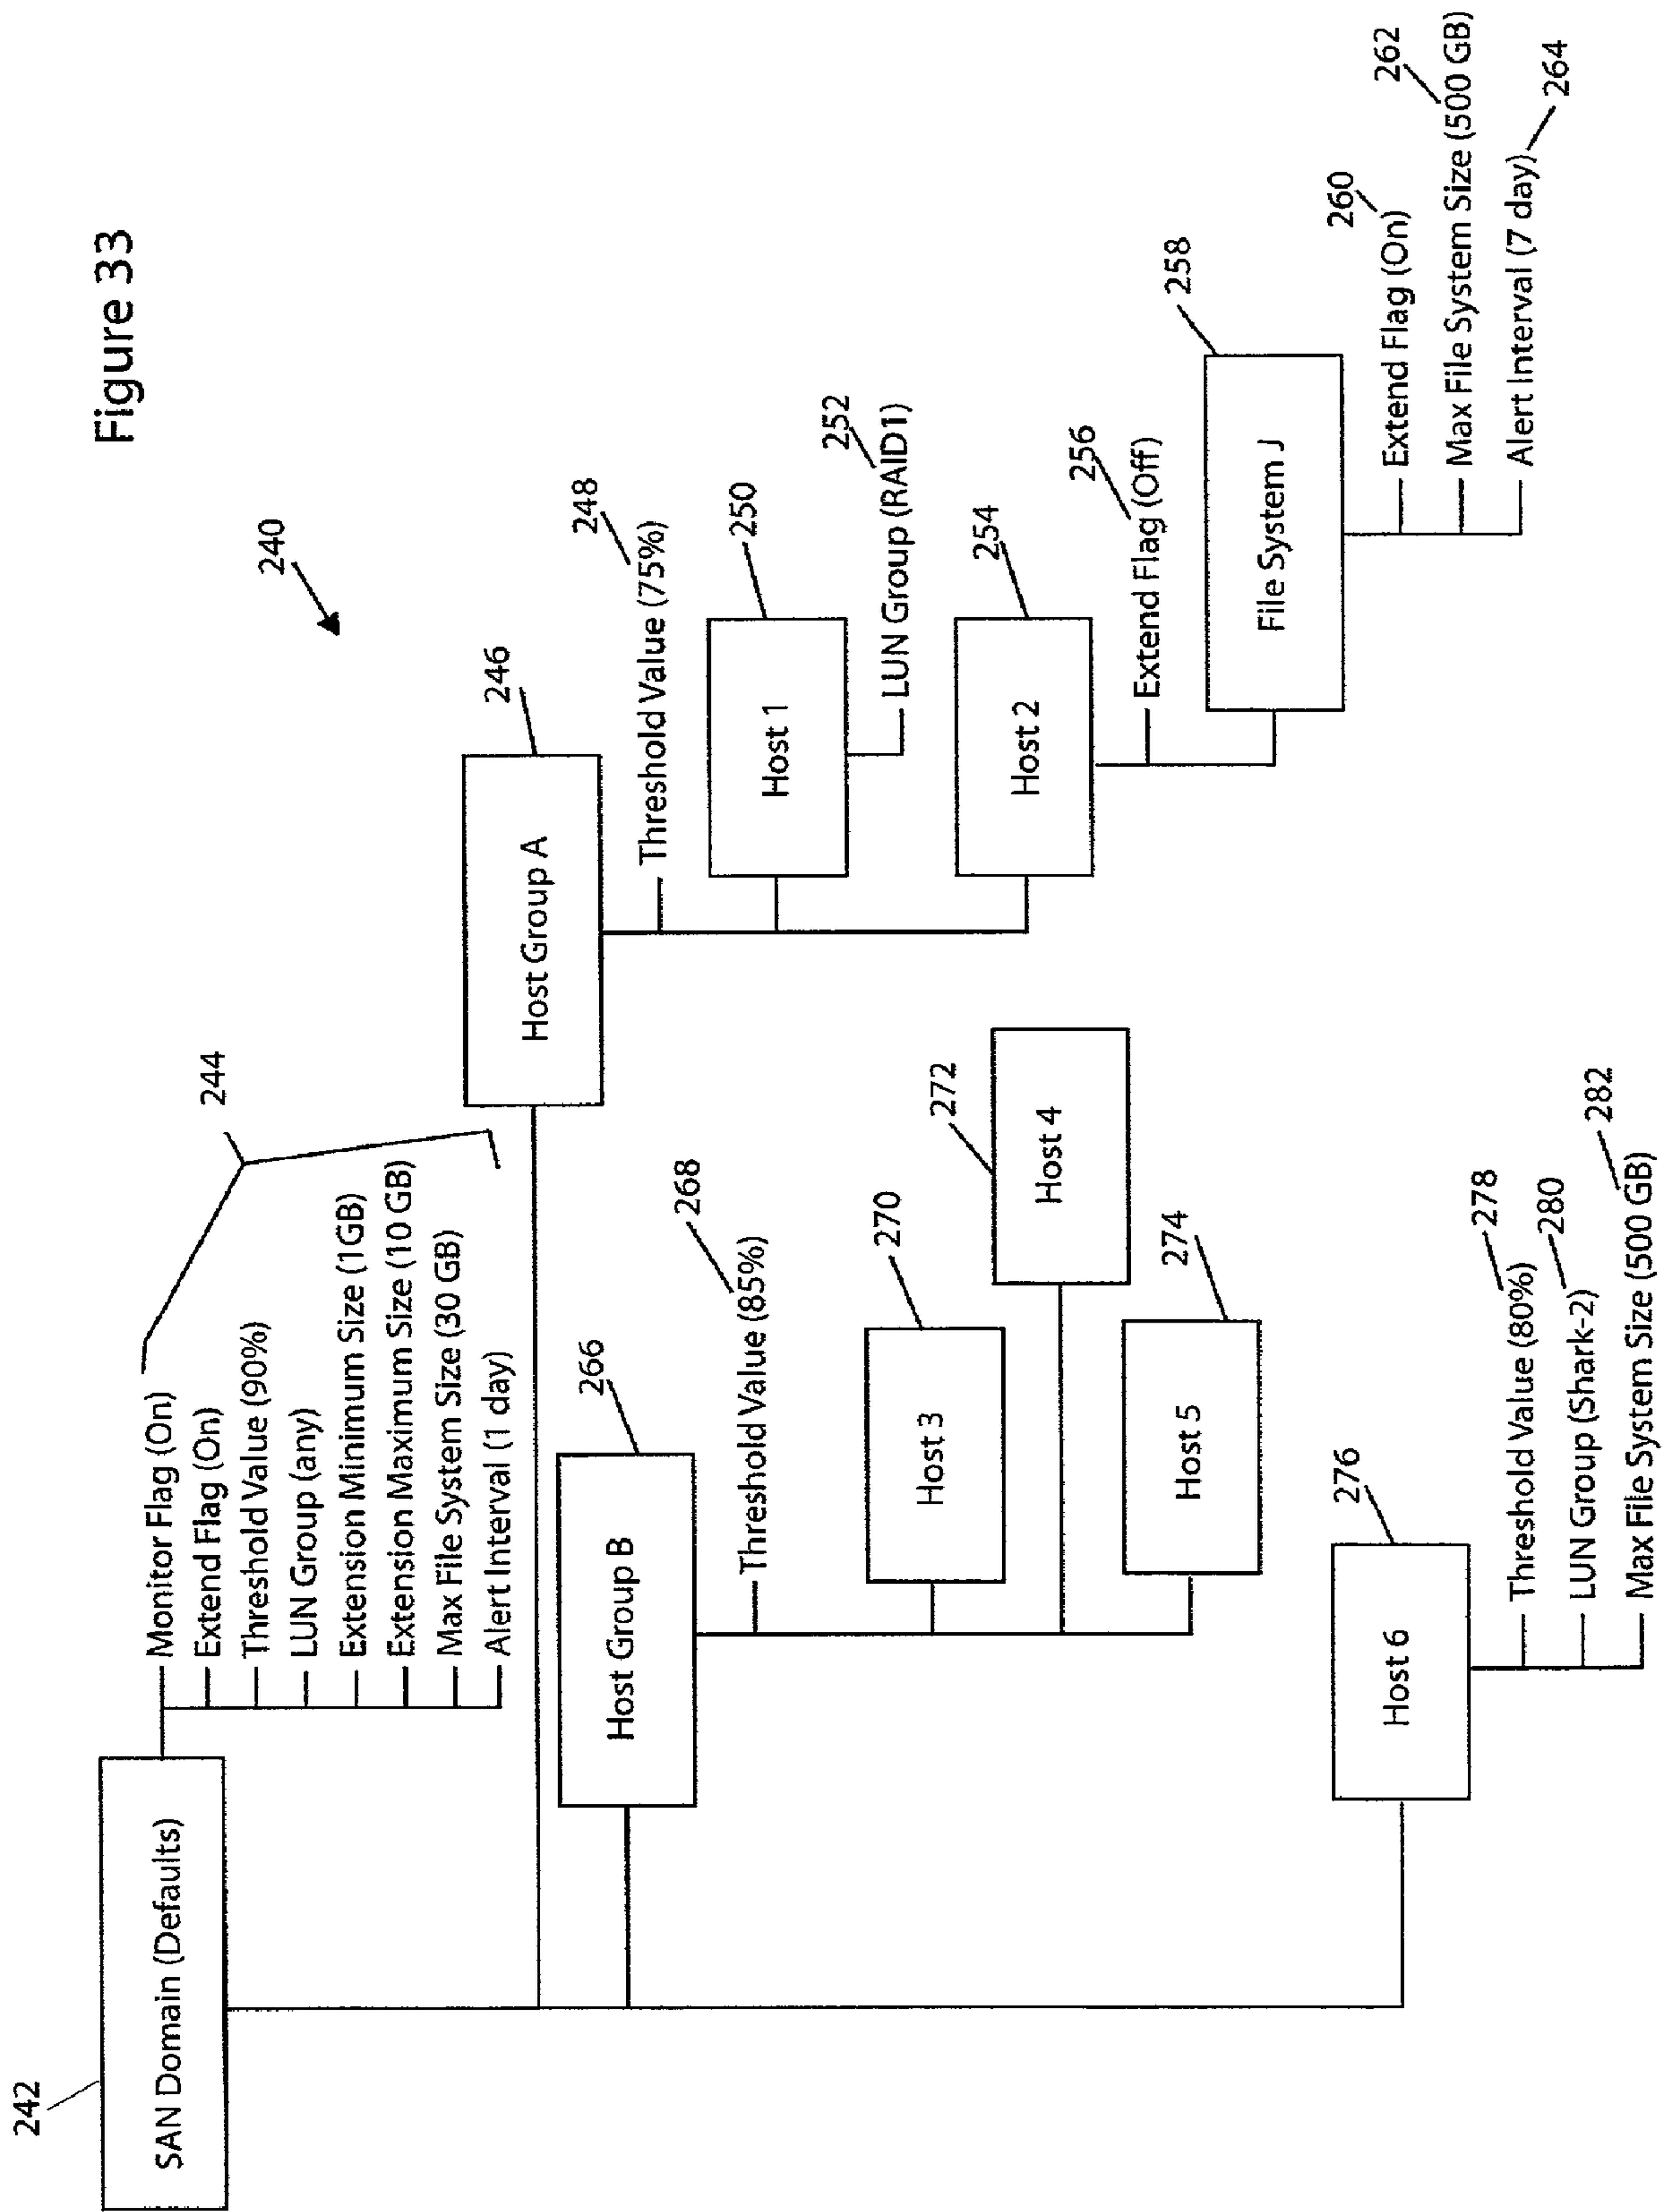 Figure 33
240
242
SAN Domain (Defaults)
244
Monitor Flag (On)
Extend Flag (On)
Threshold Value (90%)
LUN Group (any)
Extension Minimum Size (1GB)
Extension Maximum Size (10 GB)
Max File System Size (30 GB)
Alert Interval (1 day)
246
Host Group A
248
Threshold Value (75%)
250
Host 1
252
LUN Group (RAID1)
254
Host 2
256
Extend Flag (Off)
258
File System J
260
Extend Flag (On)
262
Max File System Size (500 GB)
Alert Interval (7 day)
264
266
Host Group B
268
Threshold Value (85%)
270
Host 3
272
Host 4
274
Host 5
276
Host 6
278
Threshold Value (80%)
280
LUN Group (Shark-2)
282
Max File System Size (500 GB)